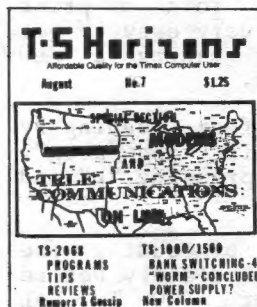 T-S Horizons
Affordable Quality for the Timex Computer User
August No.7 $1.25
SPECIAL SECTION
MODEMS
AND
TELE
COMMUNICATIONS:
ON LINE
TS-2068 TS-1000/1500
PROGRAMS BANK SWITCHING-4
TIPS "WORM"-CONCLUDED
REVIEWS POWER SUPPLY?
Rumors & Gossip New Column